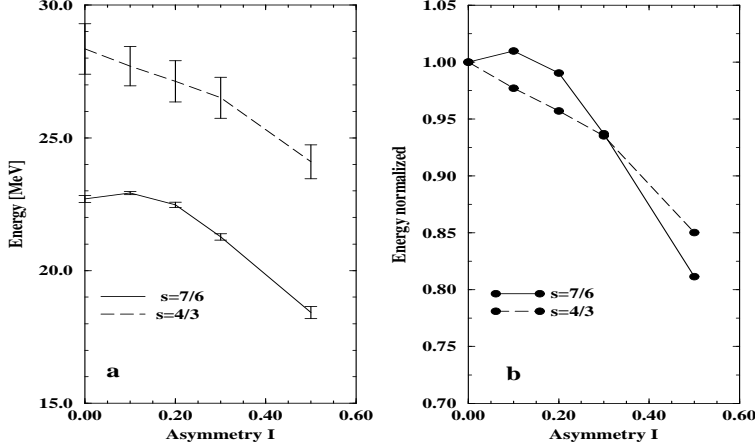 30.0
25.0
20.0
15.0
Energy [MeV]
s=7/6
s=4/3
a
0.00 0.20 0.40 0.60
Asymmetry I
1.05
1.00
0.95
0.90
0.85
0.80
0.75
0.70
Energy normalized
s=7/6
s=4/3
b
0.00 0.20 0.40 0.60
Asymmetry I